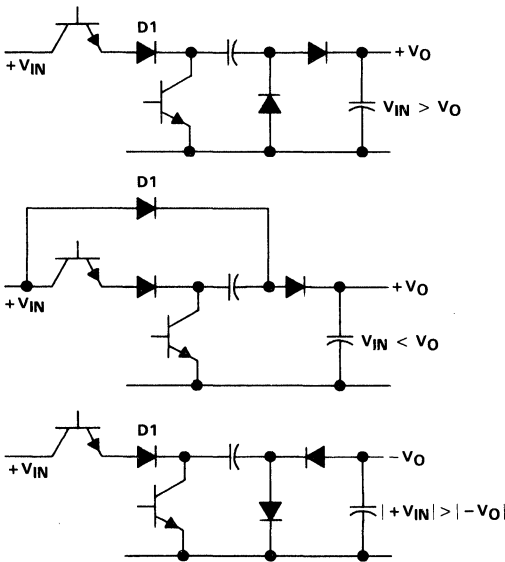 D1
+VIN
+VO
VIN > VO
D1
+VIN
+VO
VIN < VO
D1
+VIN
−VO
|+VIN| > |−VO|